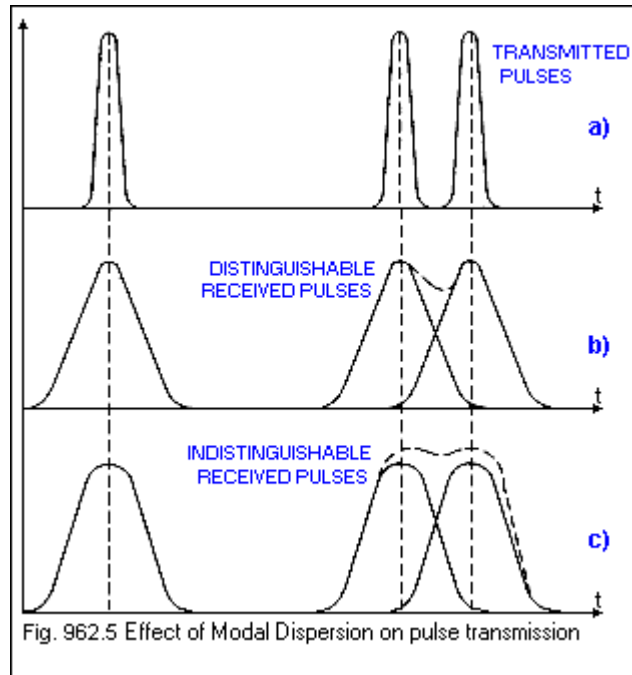 TRANSMITTED
PULSES
a)
t
DISTINGUISHABLE
RECEIVED PULSES
b)
t
INDISTINGUISHABLE
RECEIVED PULSES
c)
t
Fig. 962.5 Effect of Modal Dispersion on pulse transmission